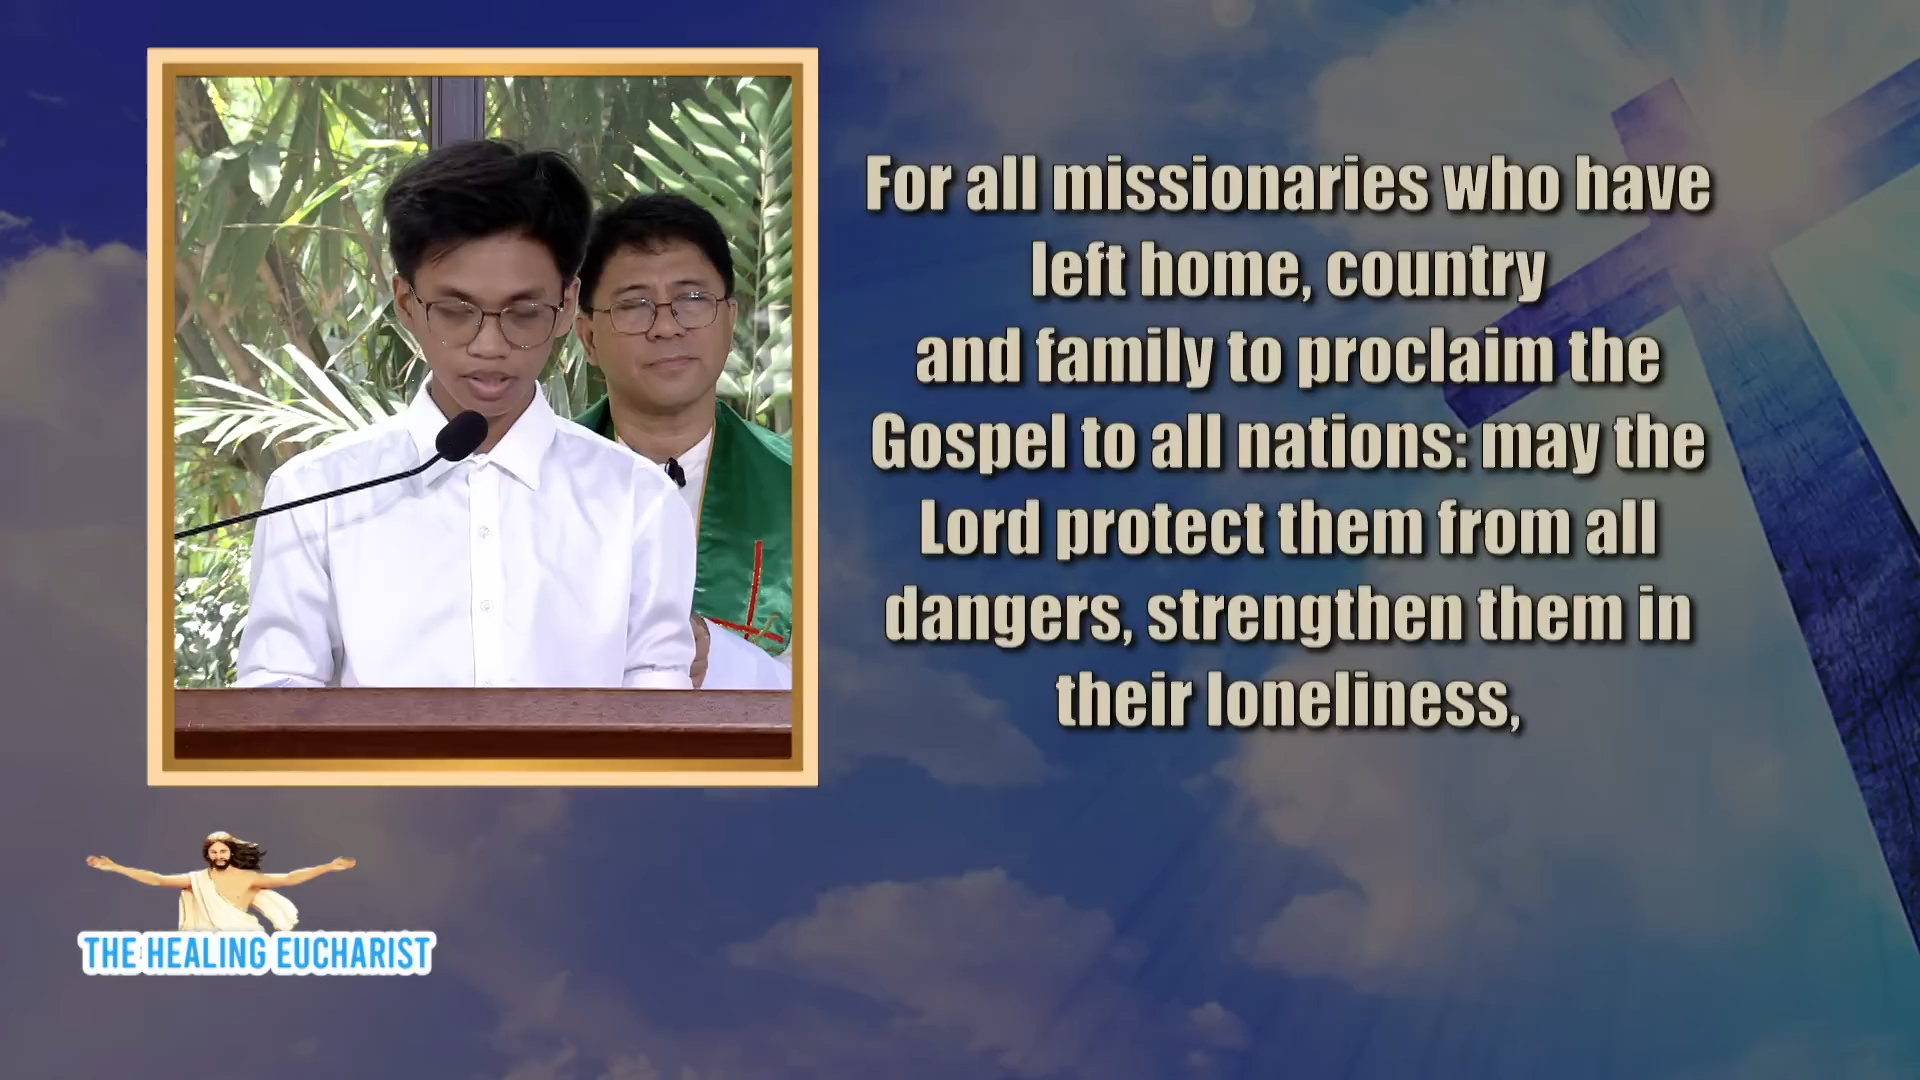 For all missionaries who have
left home, country
and family to proclaim the
Gospel to all nations: may the
Lord protect them from all
dangers, strengthen them in
their loneliness,
THE HEALING EUCHARIST